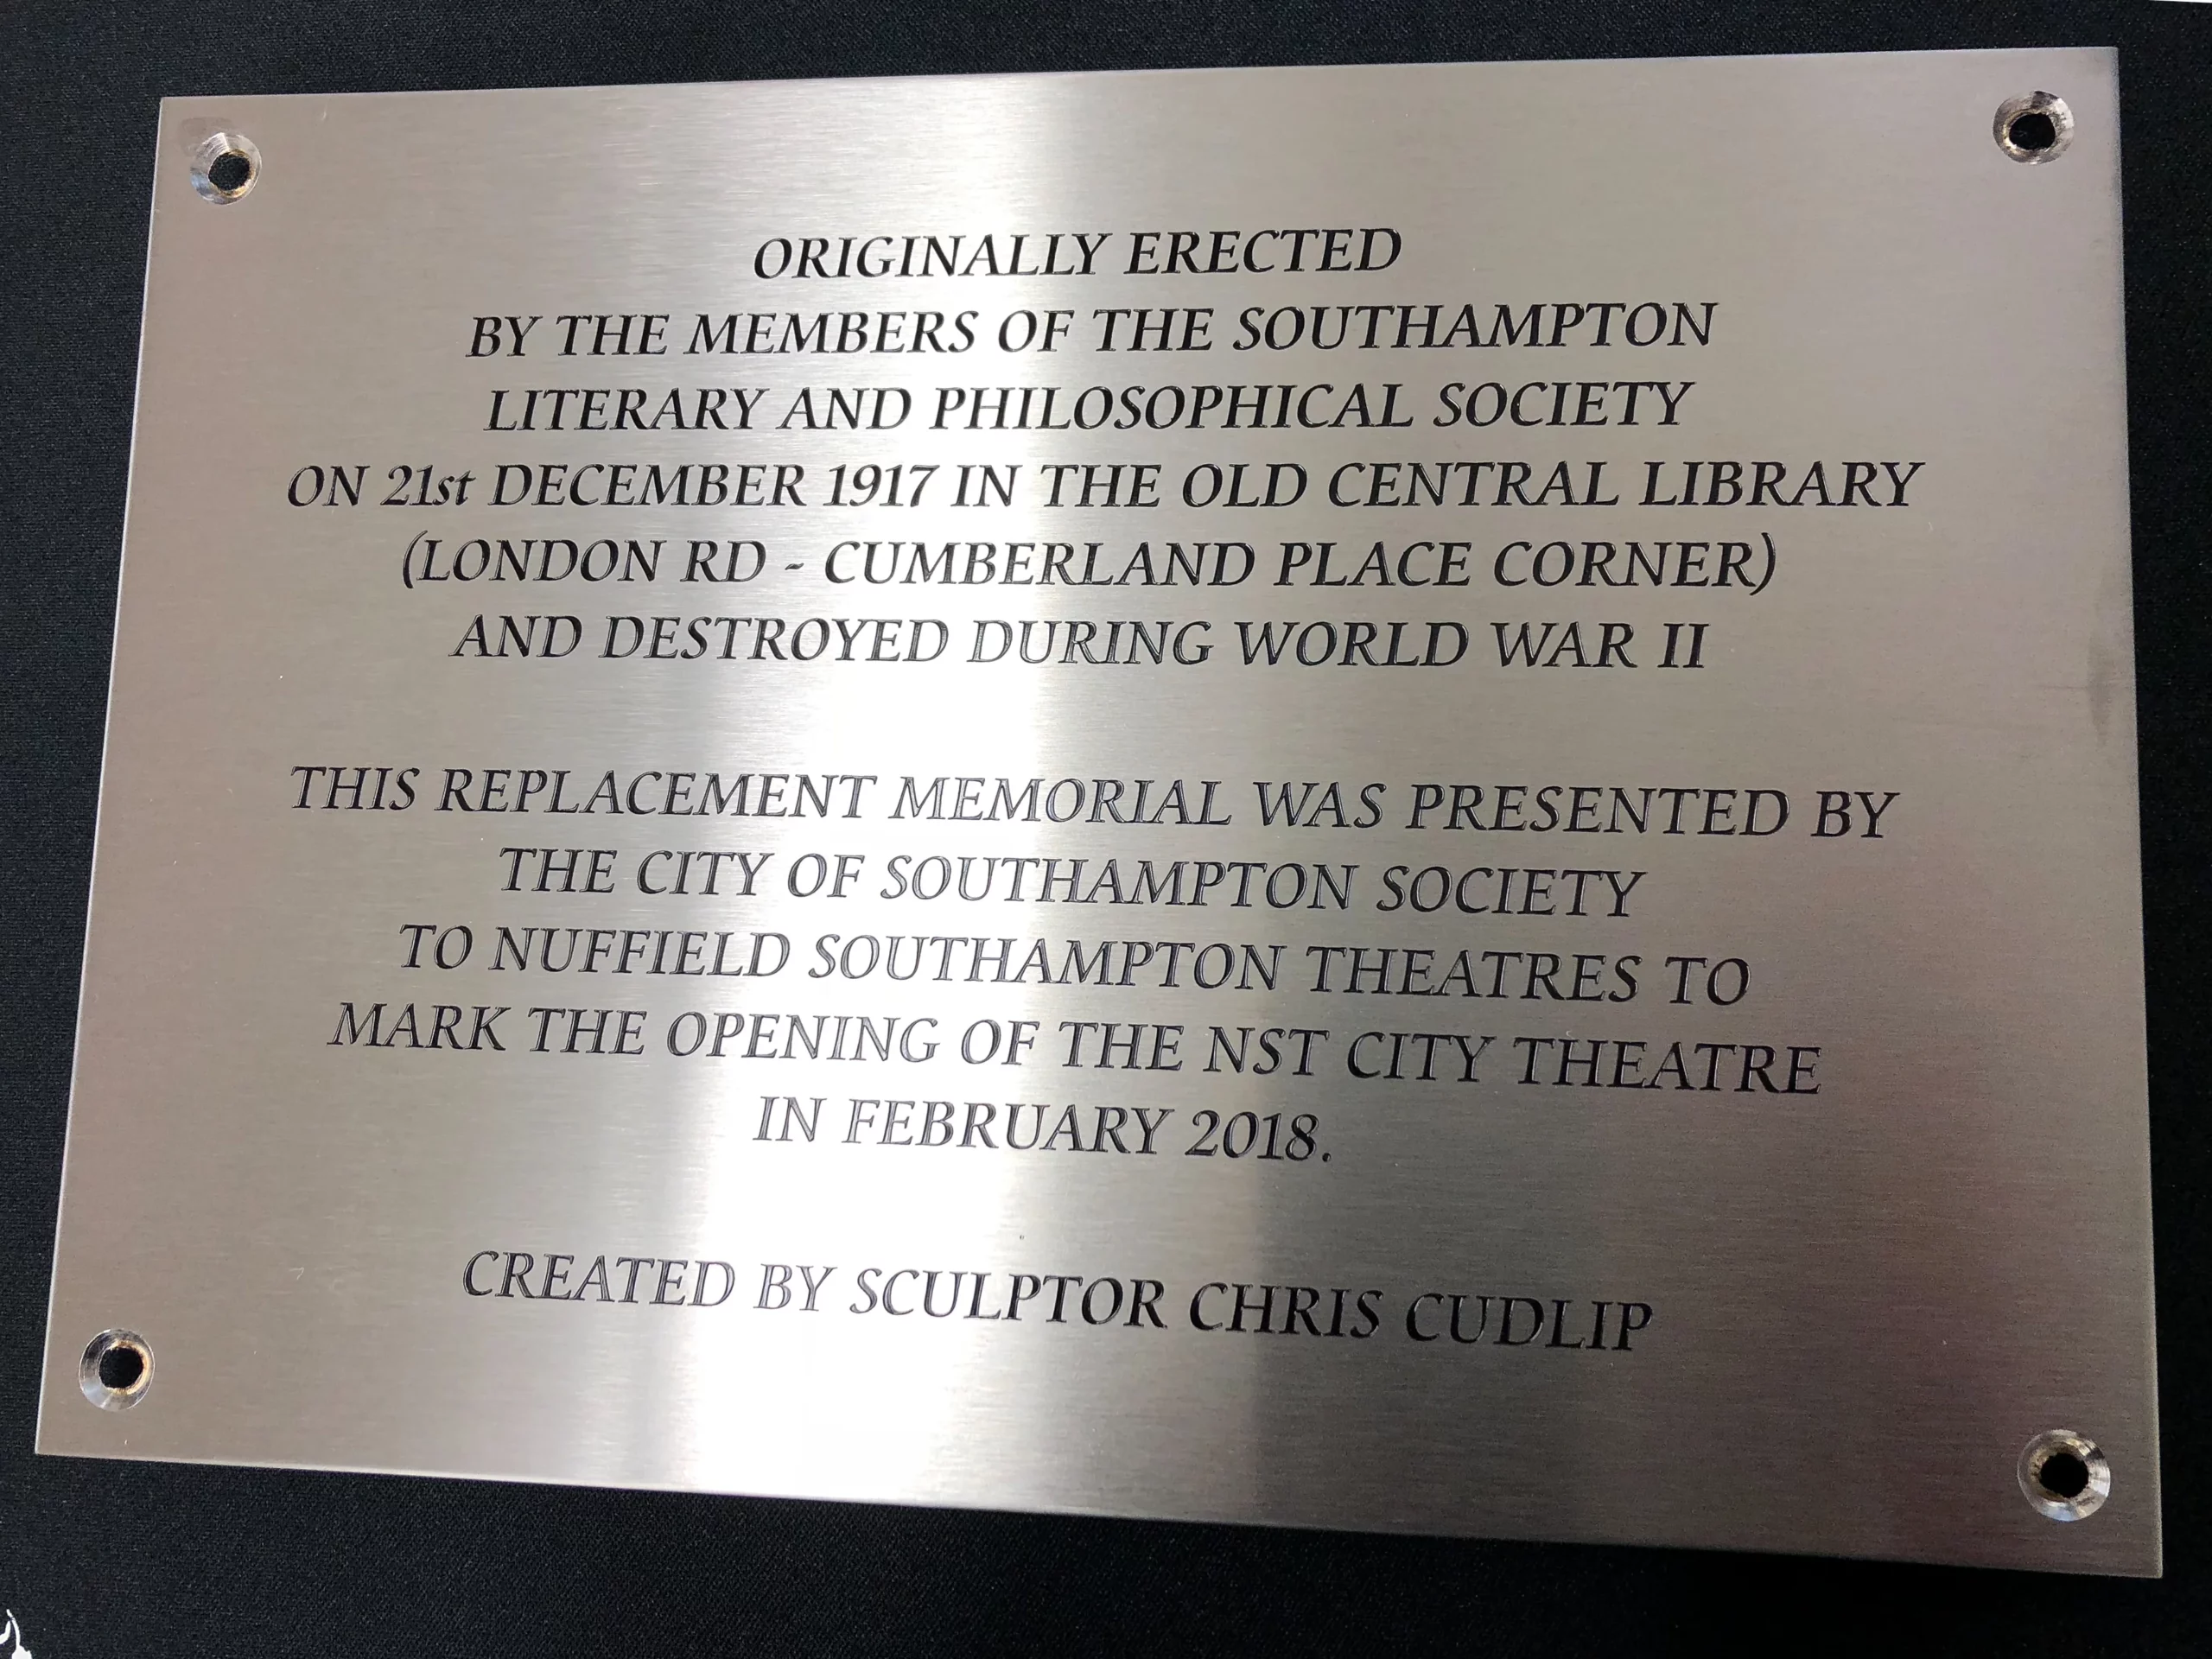 ORIGINALLY ERECTED
BY THE MEMBERS OF THE SOUTHAMPTON
LITERARY AND PHILOSOPHICAL SOCIETY
ON 21st DECEMBER 1917 IN THE OLD CENTRAL LIBRARY
(LONDON RD - CUMBERLAND PLACE CORNER)
AND DESTROYED DURING WORLD WAR II
THIS REPLACEMENT MEMORIAL WAS PRESENTED BY
THE CITY OF SOUTHAMPTON SOCIETY
TO NUFFIELD SOUTHAMPTON THEATRES TO
MARK THE OPENING OF THE NST CITY THEATRE
IN FEBRUARY 2018.
CREATED BY SCULPTOR CHRIS CUDLIP